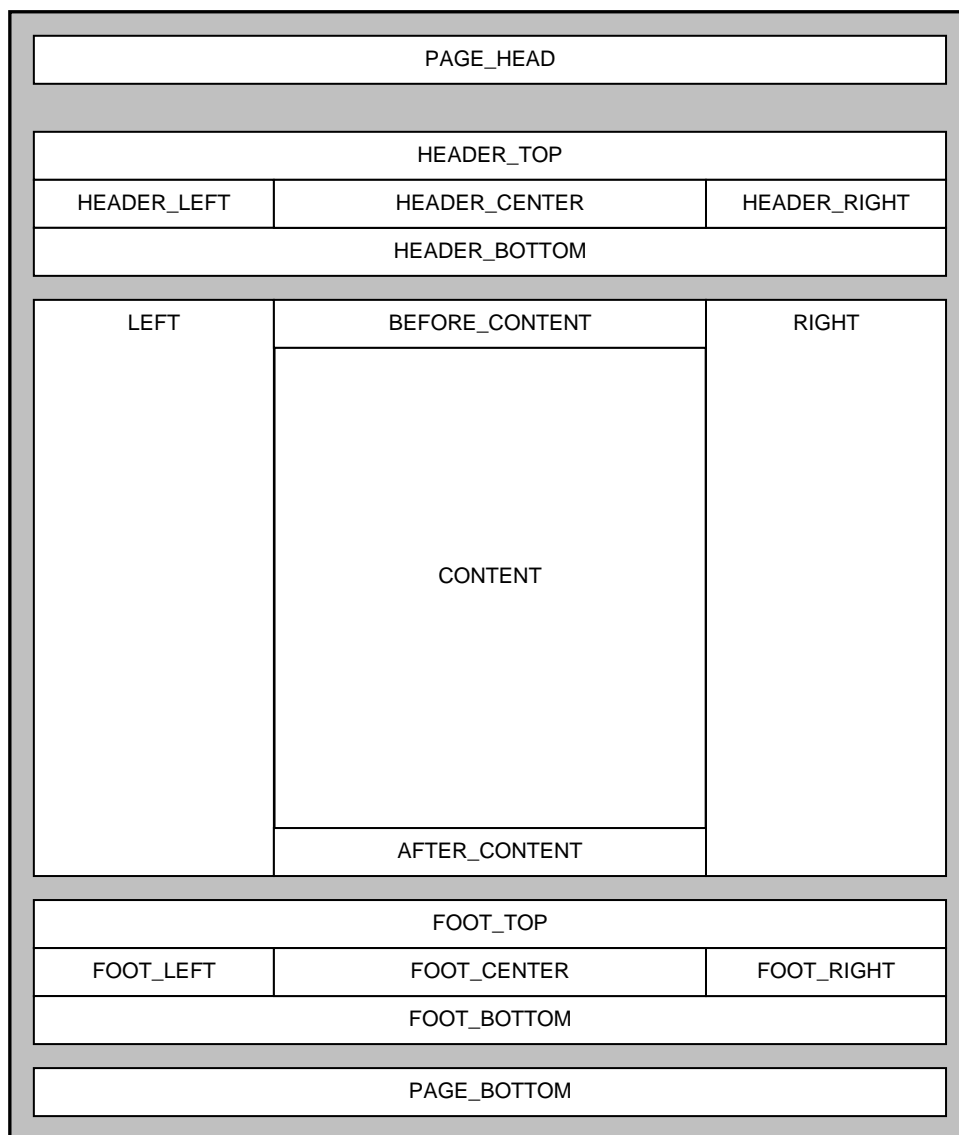 PAGE_HEAD
HEADER_TOP
HEADER_LEFT HEADER_CENTER HEADER_RIGHT
HEADER_BOTTOM
LEFT BEFORE_CONTENT RIGHT
CONTENT
AFTER_CONTENT
FOOT_TOP
FOOT_LEFT FOOT_CENTER FOOT_RIGHT
FOOT_BOTTOM
PAGE_BOTTOM